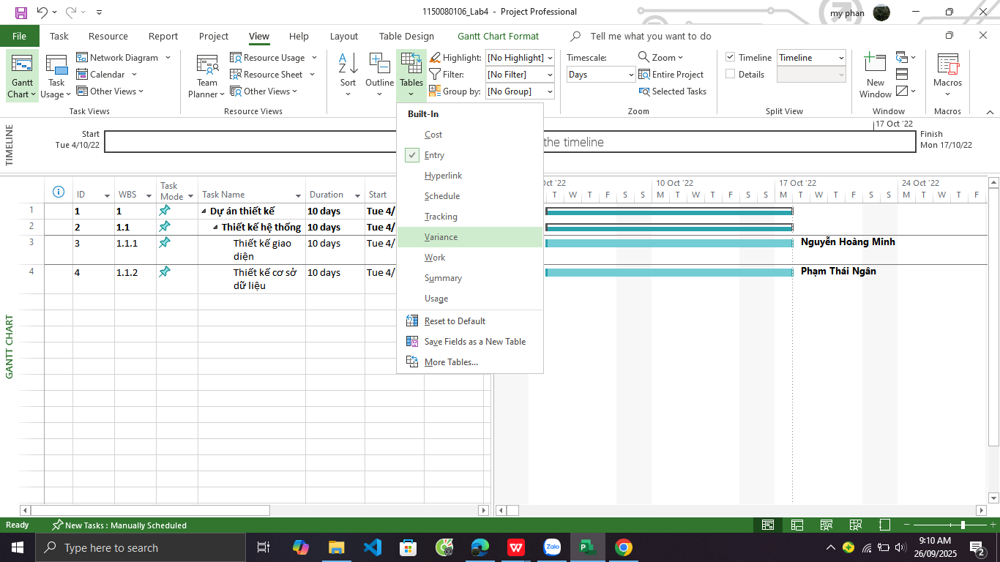 1150080106_Lab4 - Project Professional
my phan
File Task Resource Report Project View Help Layout Table Design Gantt Chart Format Tell me what you want to do
Gantt Chart
Task Usage
Network Diagram
Calendar
Other Views
Task Views
Team Planner
Resource Usage
Resource Sheet
Other Views
Resource Views
Sort
Outline
Tables
Highlight: [No Highlight]
Filter: [No Filter]
Group by: [No Group]
Timescale:
Days
Zoom
Entire Project
Selected Tasks
Zoom
Timeline Timeline
Details
Split View
New Window
Window
Macros
Macros
Built-In
Cost
Entry
Hyperlink
Schedule
Tracking
Variance
Work
Summary
Usage
Reset to Default
Save Fields as a New Table
More Tables...
TIMELINE
Start
Tue 4/10/22
the timeline
17 Oct '22
Finish
Mon 17/10/22
GANTT CHART
ID WBS Task Mode Task Name Duration Start
1 1 1 Dự án thiết kế 10 days Tue 4/
2 2 1.1 Thiết kế hệ thống 10 days Tue 4/
3 3 1.1.1 Thiết kế giao 10 days Tue 4/
diện
4 4 1.1.2 Thiết kế cơ sở 10 days Tue 4/
dữ liệu
'22 10 Oct '22 17 Oct '22 24 Oct '22
T W T F S S M T W T F S S M T W T F S S M T W T F
Nguyễn Hoàng Minh
Phạm Thái Ngân
Ready New Tasks : Manually Scheduled
Type here to search
Zalo
9:10 AM
26/09/2025
2